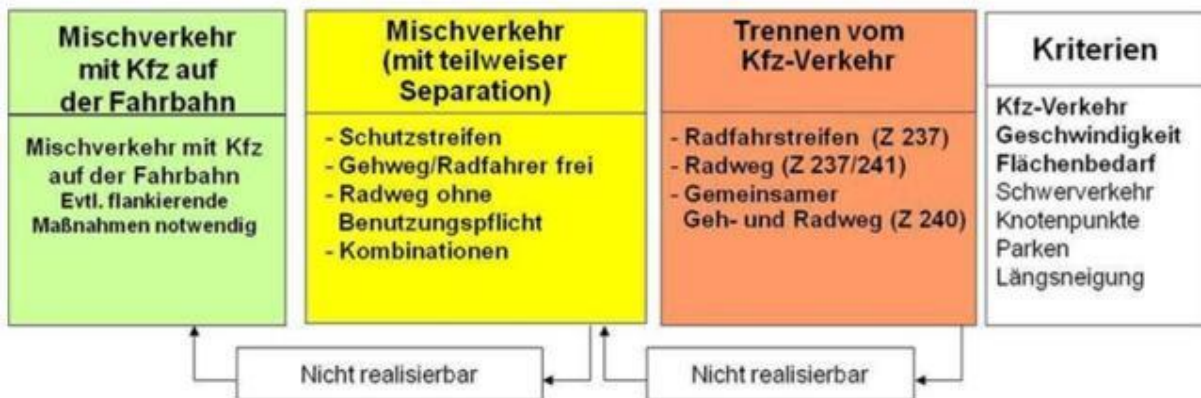 Mischverkehr
mit Kfz auf
der Fahrbahn
Mischverkehr mit Kfz
auf der Fahrbahn
Evtl. flankierende
Maßnahmen notwendig
Mischverkehr
(mit teilweiser
Separation)
- Schutzstreifen
- Gehweg/Radfahrer frei
- Radweg ohne
Benutzungspflicht
- Kombinationen
Trennen vom
Kfz-Verkehr
- Radfahrstreifen (Z 237)
- Radweg (Z 237/241)
- Gemeinsamer
Geh- und Radweg (Z 240)
Kriterien
Kfz-Verkehr
Geschwindigkeit
Flächenbedarf
Schwerverkehr
Knotenpunkte
Parken
Längsneigung
Nicht realisierbar
Nicht realisierbar